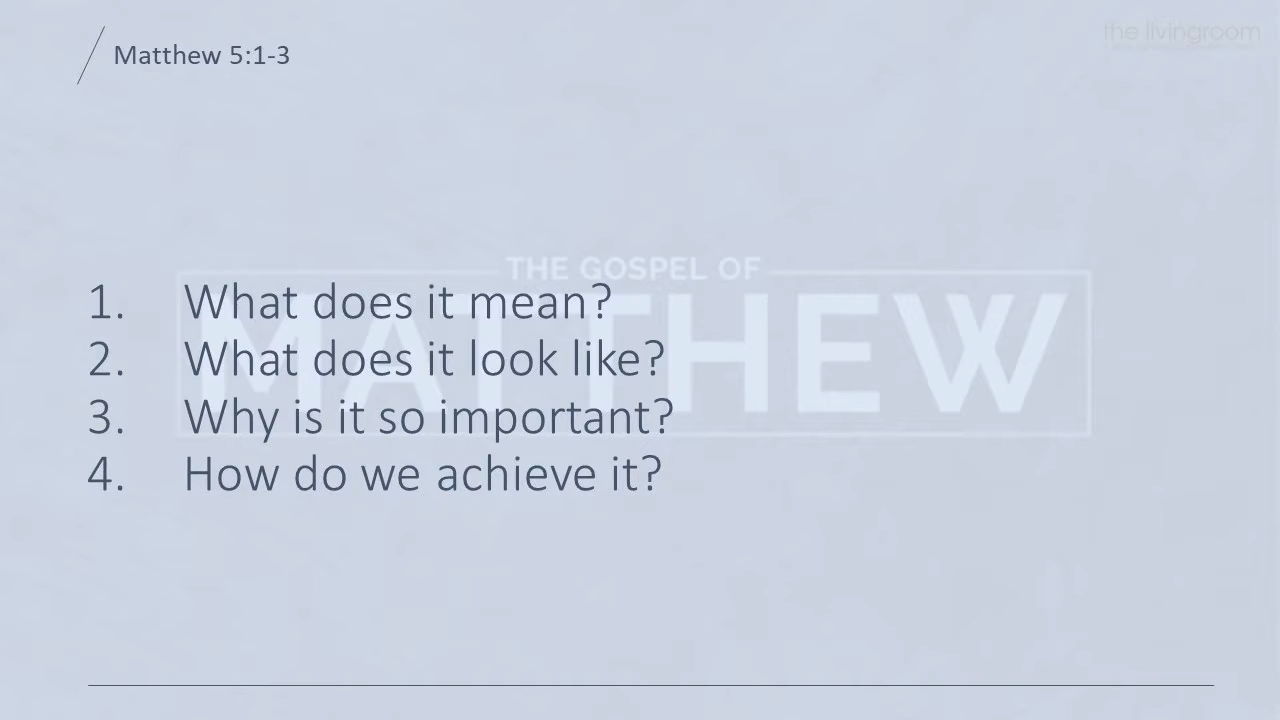 Matthew 5:1-3
the livingroom
THE GOSPEL OF
MATTHEW
1. What does it mean?
2. What does it look like?
3. Why is it so important?
4. How do we achieve it?